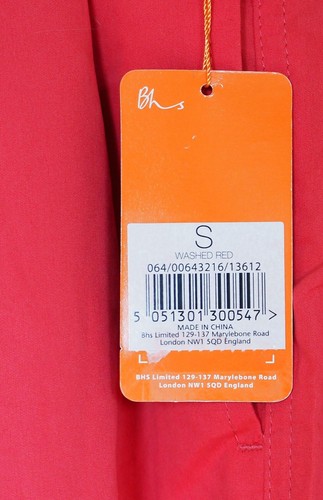 Bhs
S
WASHED RED
064/00643216/13612
5 051301 300547 >
MADE IN CHINA
Bhs Limited 129-137 Marylebone Road
London NW1 5QD England
BHS Limited 129-137 Marylebone Road
London NW1 5QD England